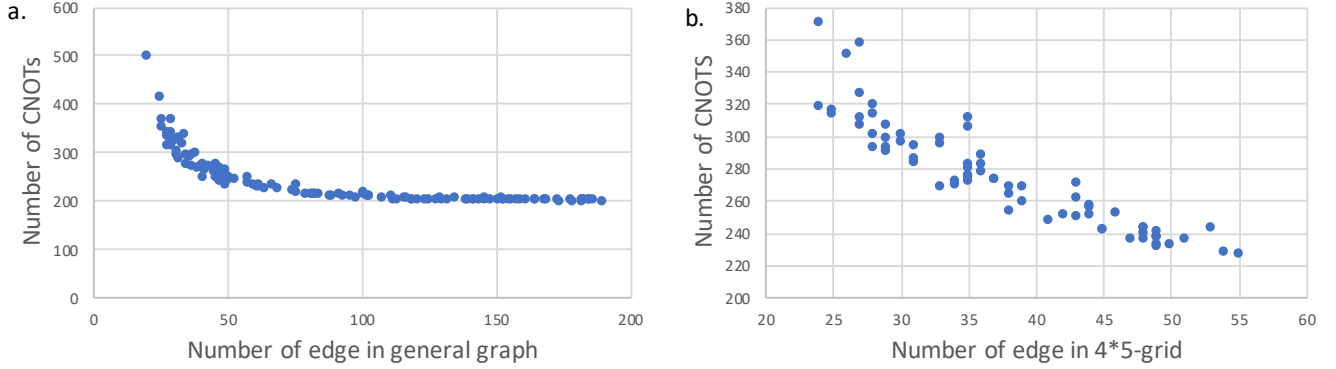 a.
600
500
400
300
200
100
0
Number of CNOTs
0 50 100 150 200
Number of edge in general graph
b.
380
360
340
320
300
280
260
240
220
200
Number of CNOTS
20 25 30 35 40 45 50 55 60
Number of edge in 4*5-grid